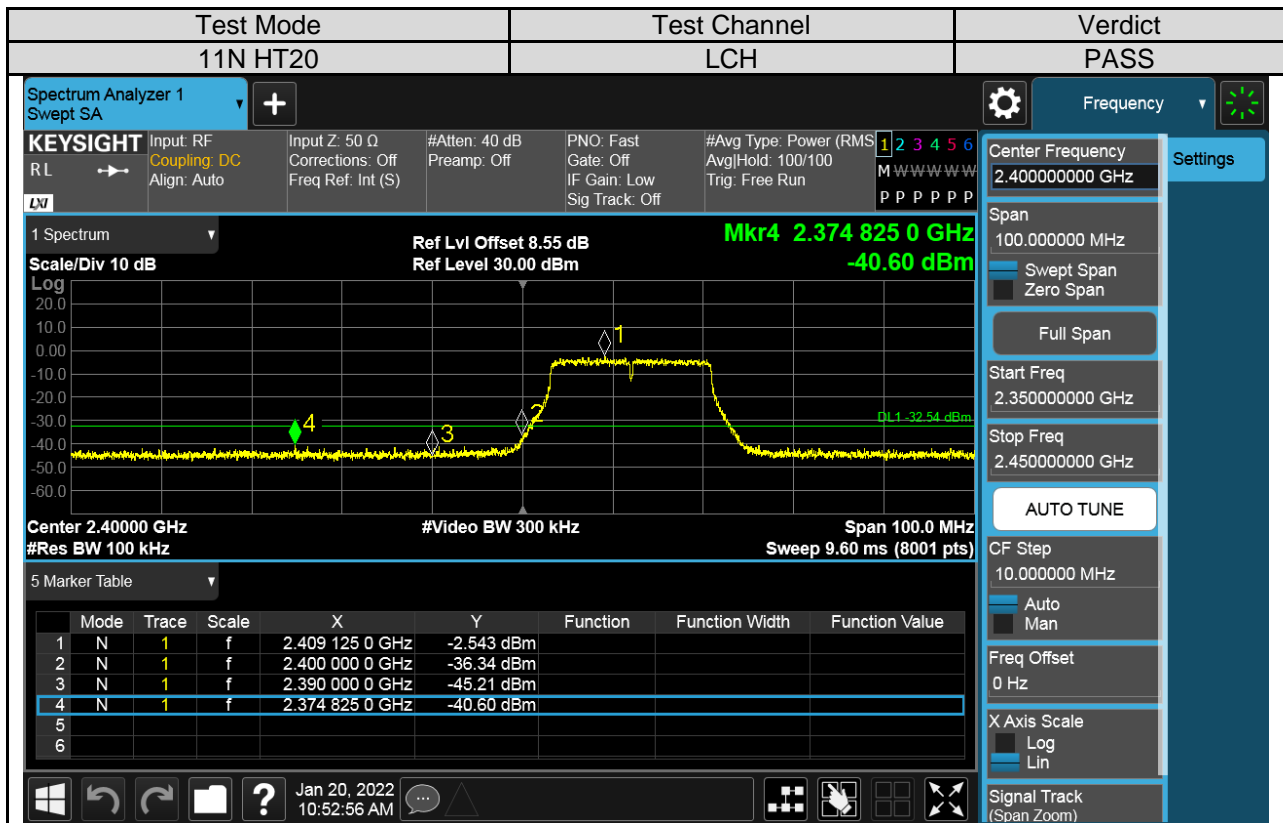 Test Mode Test Channel Verdict
11N HT20 LCH PASS
Spectrum Analyzer 1
Swept SA
Frequency
KEYSIGHT
R L
LXI
Input: RF
Coupling: DC
Align: Auto
Input Z: 50 Ω
Corrections: Off
Freq Ref: Int (S)
#Atten: 40 dB
Preamp: Off
PNO: Fast
Gate: Off
IF Gain: Low
Sig Track: Off
#Avg Type: Power (RMS
Avg|Hold: 100/100
Trig: Free Run
1 2 3 4 5 6
M W W W W W
P P P P P P
1 Spectrum
Scale/Div 10 dB
Ref Lvl Offset 8.55 dB
Ref Level 30.00 dBm
Mkr4 2.374 825 0 GHz
-40.60 dBm
Log
20.0
10.0
0.00
-10.0
-20.0
-30.0
-40.0
-50.0
-60.0
1
2
3
4
DL1 -32.54 dBm
Center 2.40000 GHz #Video BW 300 kHz Span 100.0 MHz
#Res BW 100 kHz Sweep 9.60 ms (8001 pts)
5 Marker Table
Mode Trace Scale X Y Function Function Width Function Value
1 N 1 f 2.409 125 0 GHz -2.543 dBm
2 N 1 f 2.400 000 0 GHz -36.34 dBm
3 N 1 f 2.390 000 0 GHz -45.21 dBm
4 N 1 f 2.374 825 0 GHz -40.60 dBm
5
6
?
Jan 20, 2022
10:52:56 AM
Center Frequency
2.400000000 GHz
Settings
Span
100.000000 MHz
Swept Span
Zero Span
Full Span
Start Freq
2.350000000 GHz
Stop Freq
2.450000000 GHz
AUTO TUNE
CF Step
10.000000 MHz
Auto
Man
Freq Offset
0 Hz
X Axis Scale
Log
Lin
Signal Track
(Span Zoom)